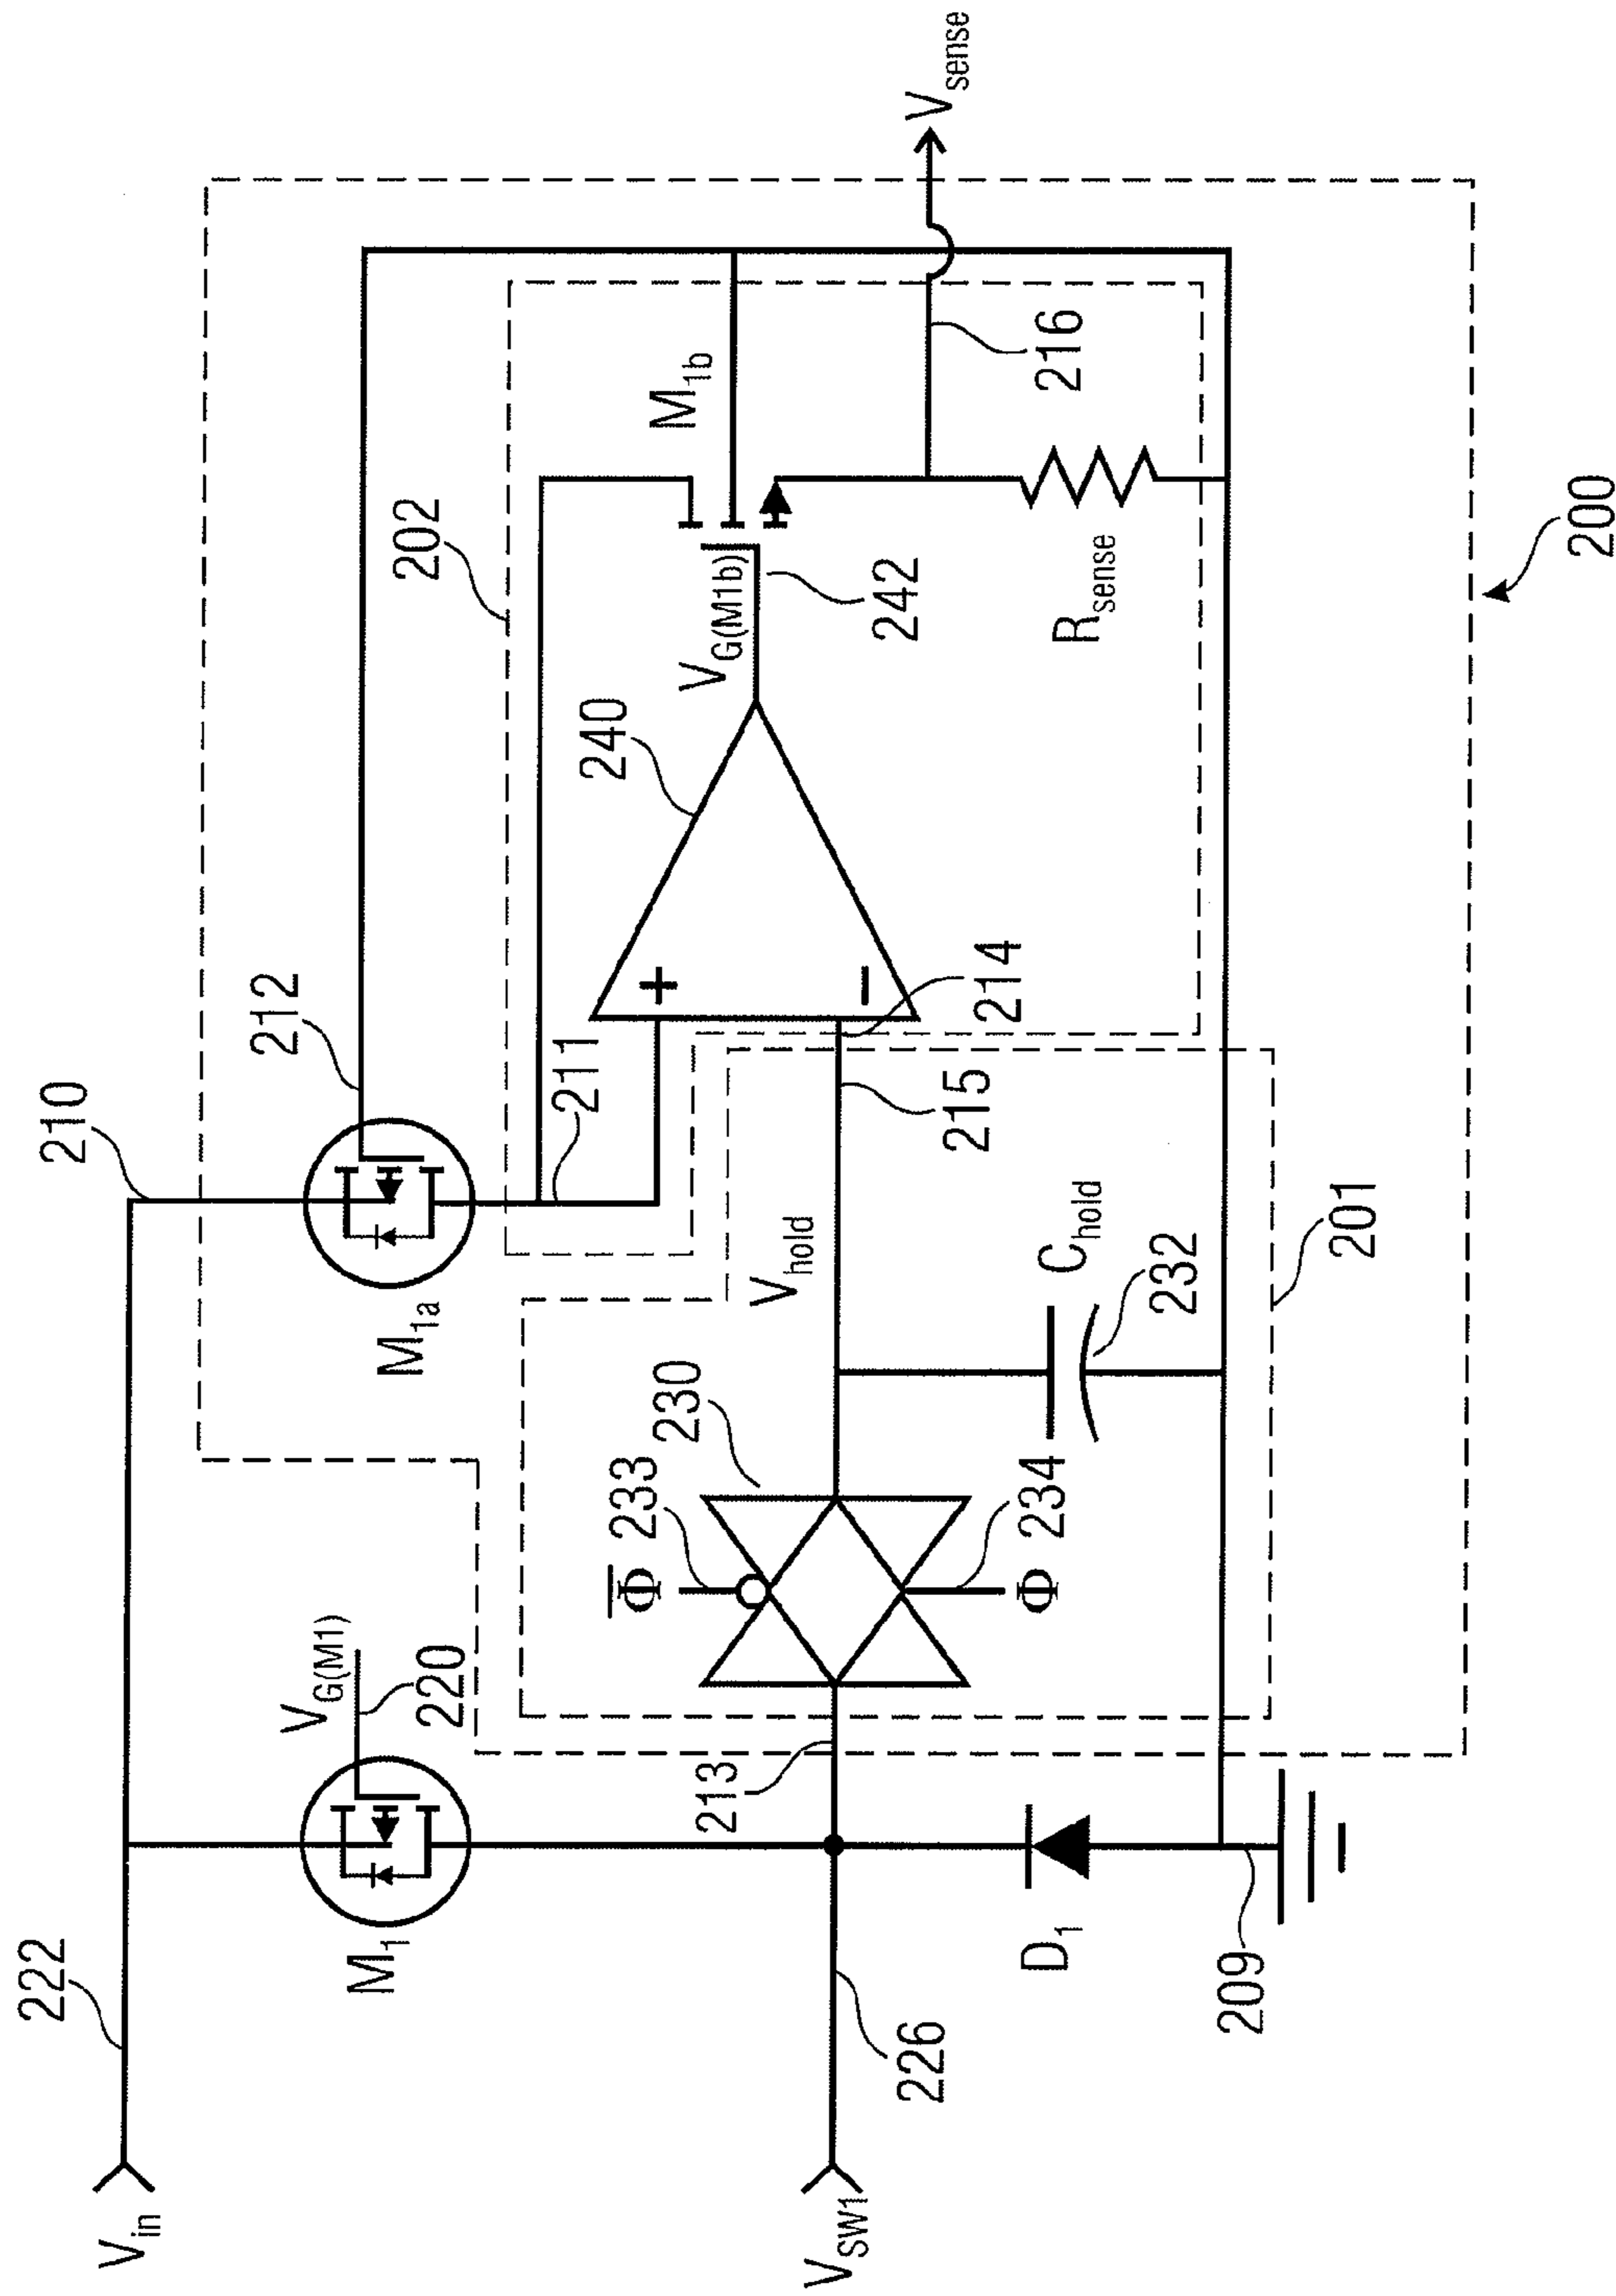 222
210
V_in
M_1
V_G(M1)
220
M_1a
212
202
211
240
+
−
V_G(M1b)
242
M_1b
V_SW1
226
213
Φ̅
233
230
234
Φ
V_hold
215
214
C_hold
232
216
V_sense
R_sense
D_1
209
201
200